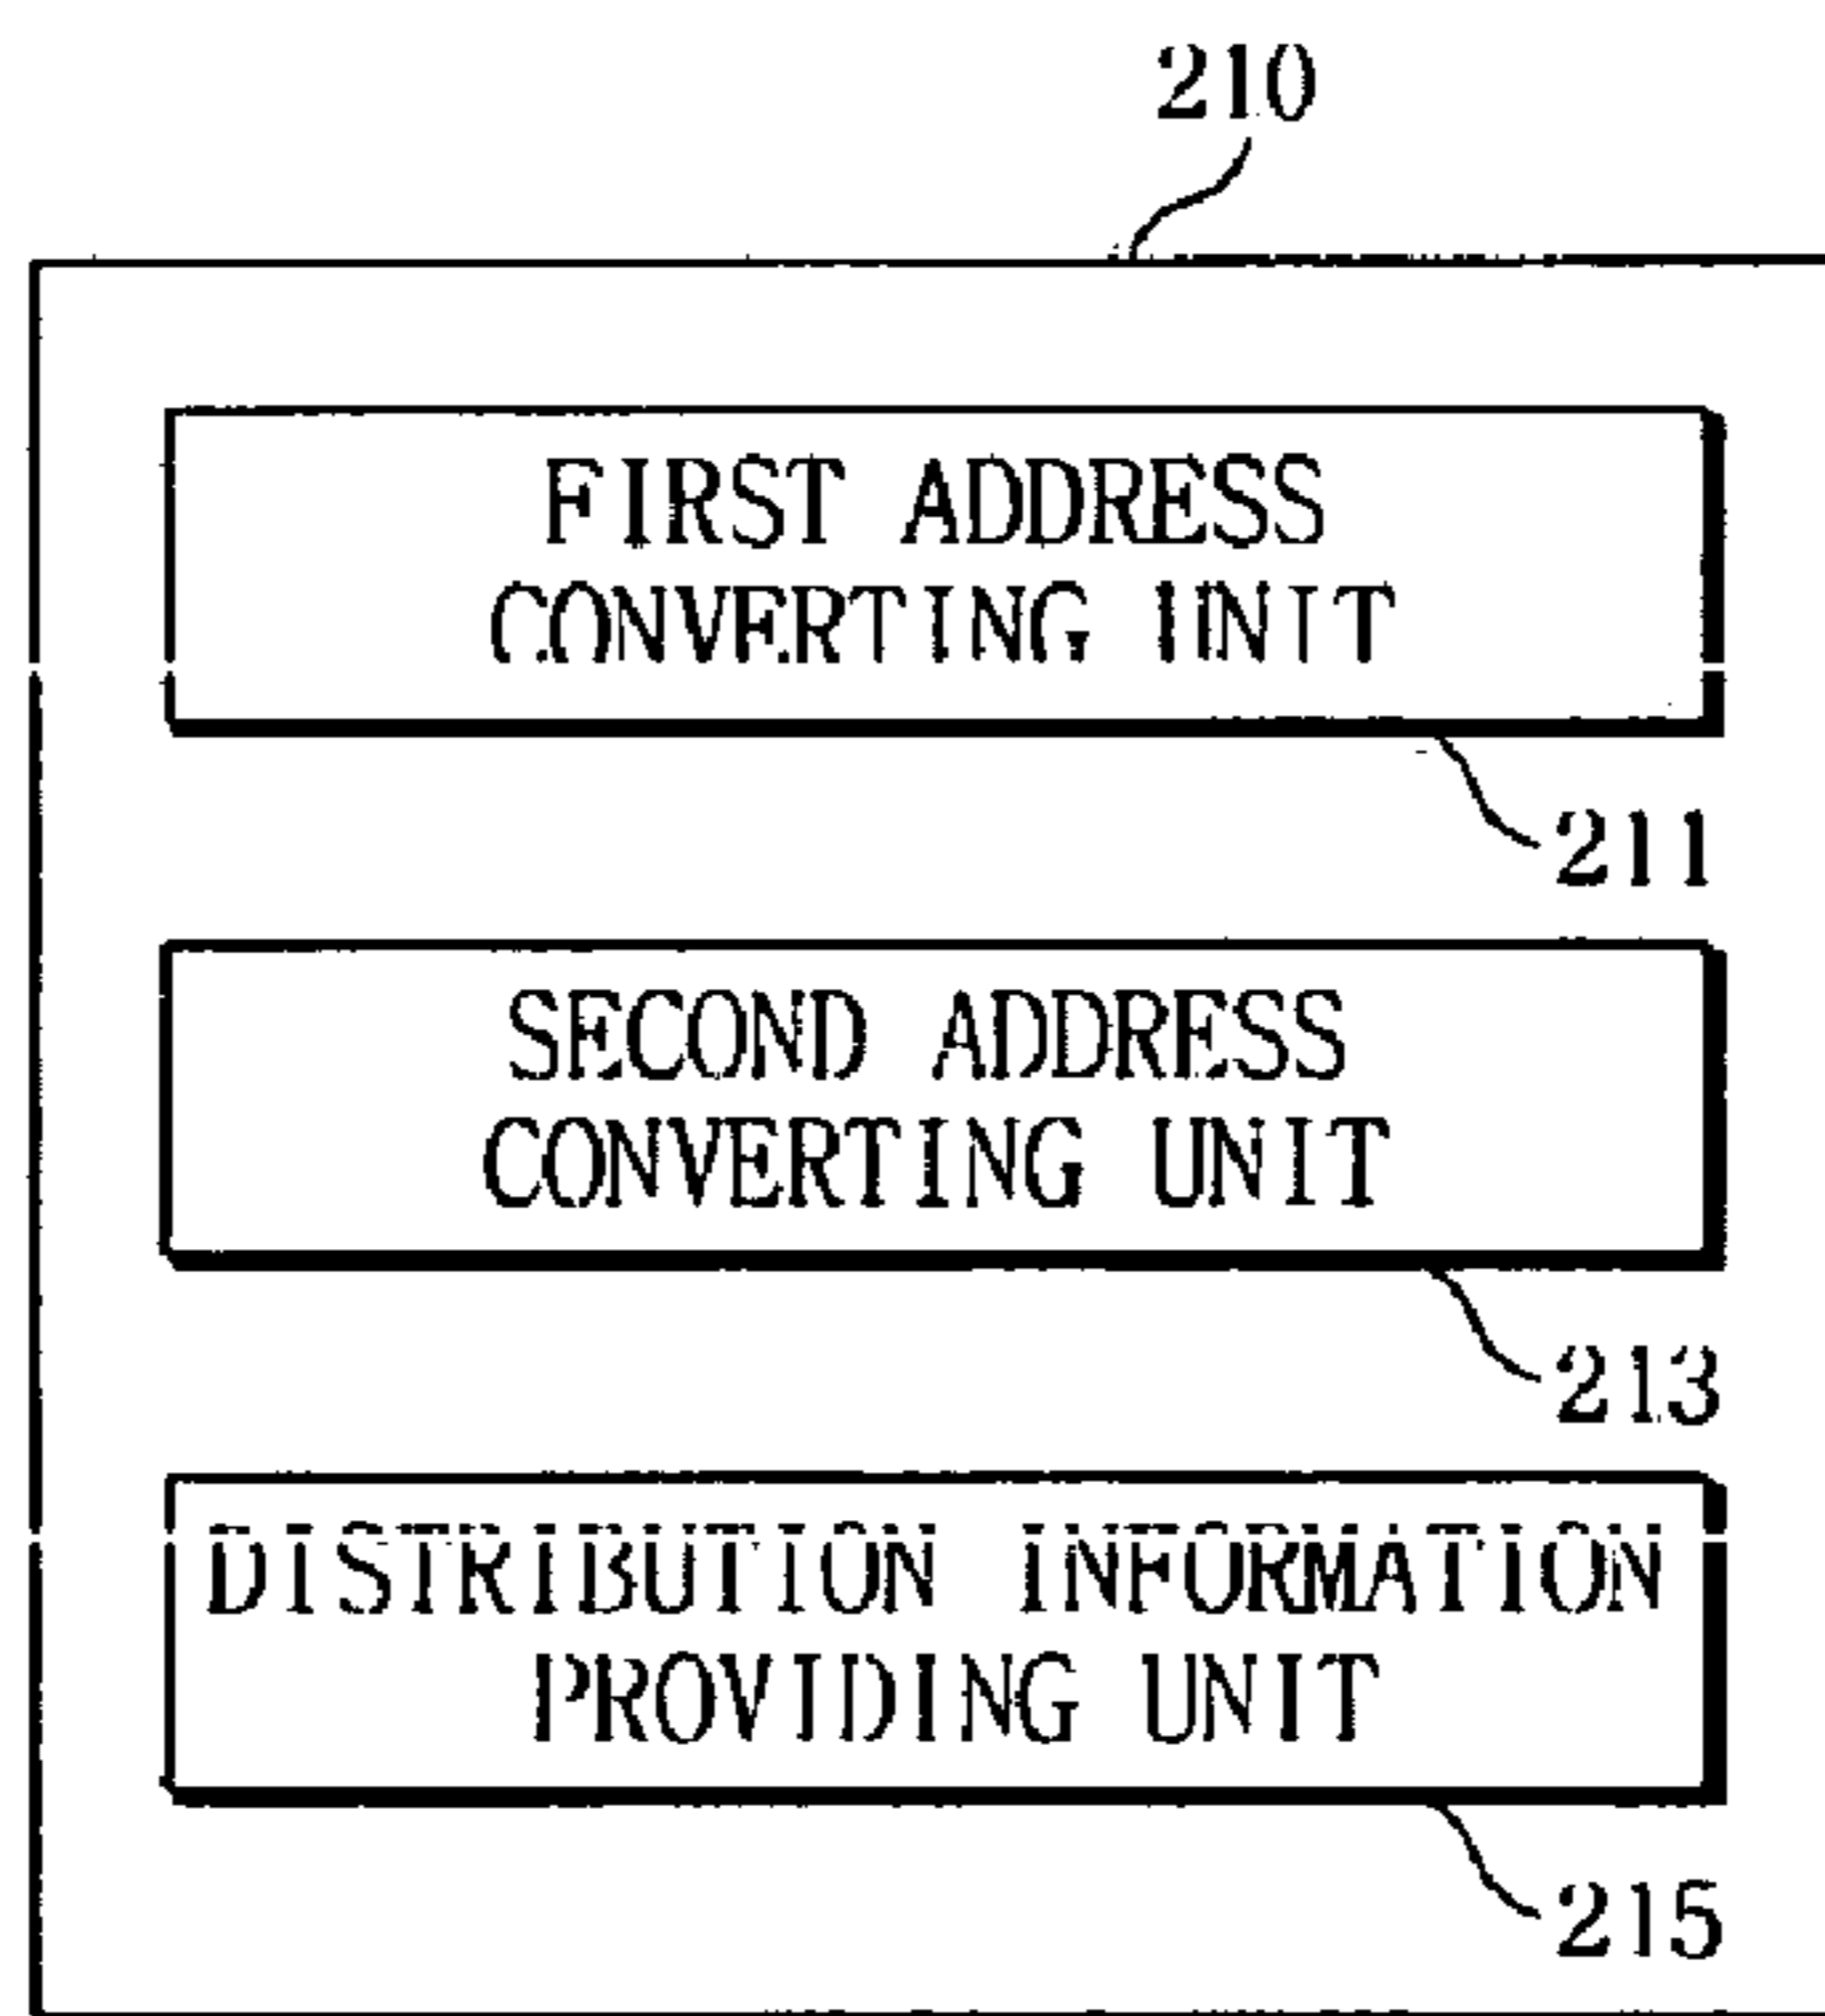 210
FIRST ADDRESS
CONVERTING UNIT
211
SECOND ADDRESS
CONVERTING UNIT
213
DISTRIBUTION INFORMATION
PROVIDING UNIT
215